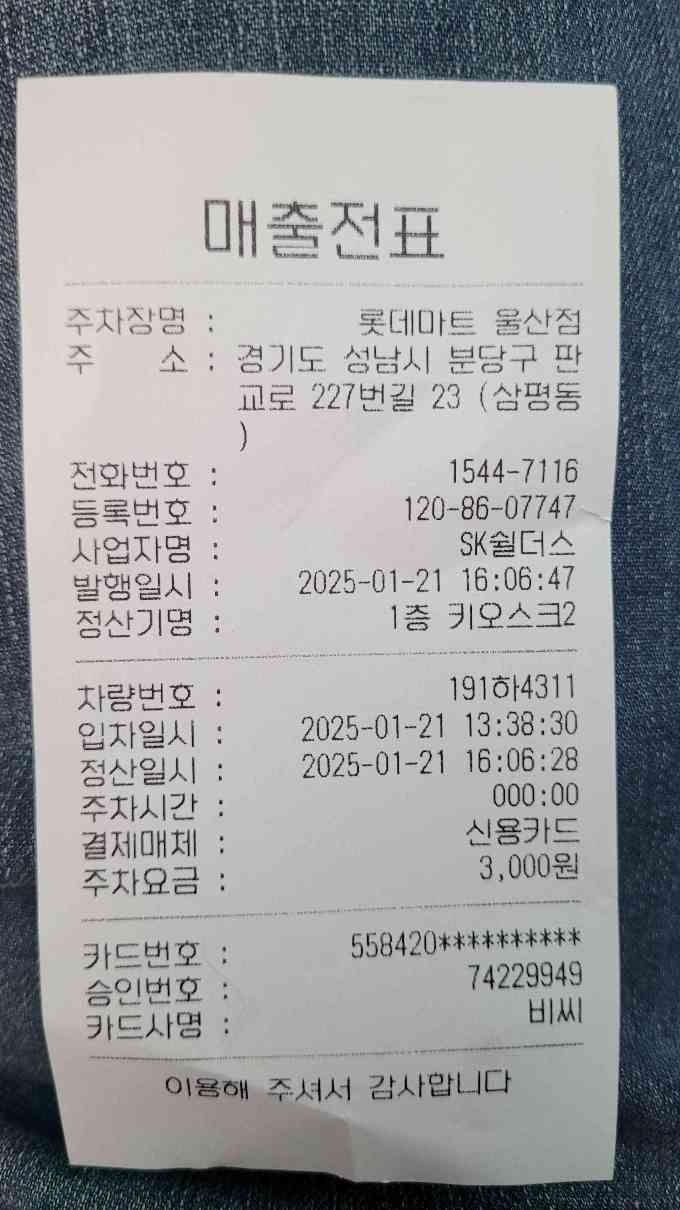 매출전표
주차장명 : 롯데마트 울산점
주 소 : 경기도 성남시 분당구 판
교로 227번길 23 (삼평동
)
전화번호 : 1544-7116
등록번호 : 120-86-07747
사업자명 : SK쉴더스
발행일시 : 2025-01-21 16:06:47
정산기명 : 1층 키오스크2
차량번호 : 191하4311
입차일시 : 2025-01-21 13:38:30
정산일시 : 2025-01-21 16:06:28
주차시간 : 000:00
결제매체 : 신용카드
주차요금 : 3,000원
카드번호 : 558420**********
승인번호 : 74229949
카드사명 : 비씨
이용해 주셔서 감사합니다